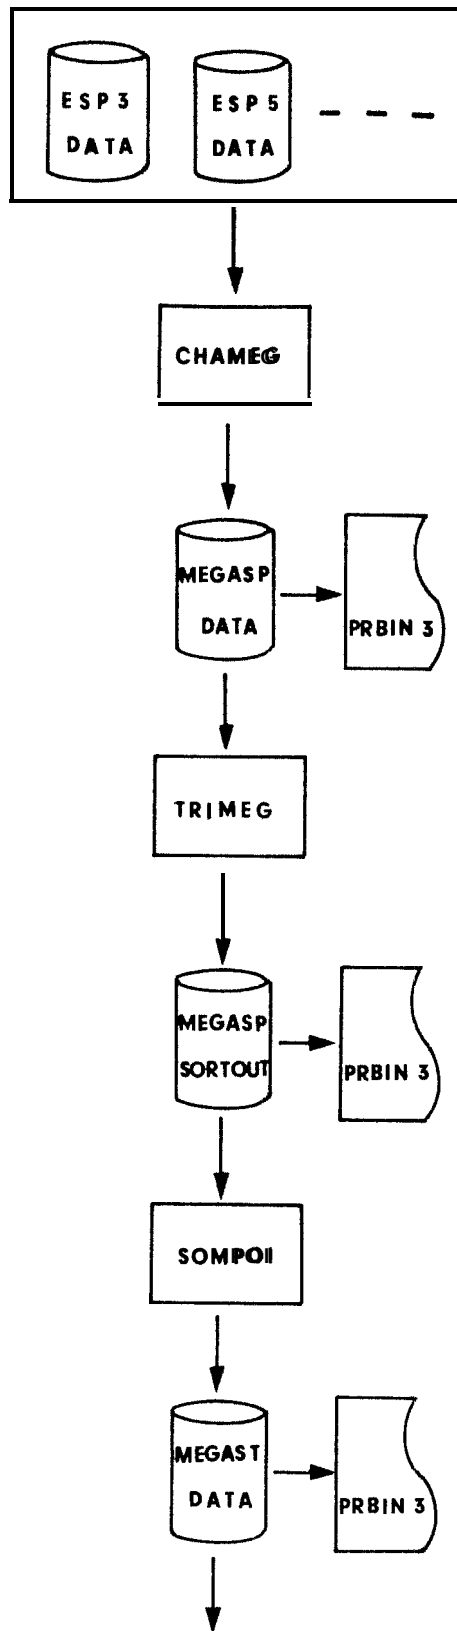 ESP 3
DATA
ESP 5
DATA
CHAMEG
MEGASP
DATA
PRBIN 3
TRIMEG
MEGASP
SORTOUT
PRBIN 3
SOMPOII
MEGAST
DATA
PRBIN 3